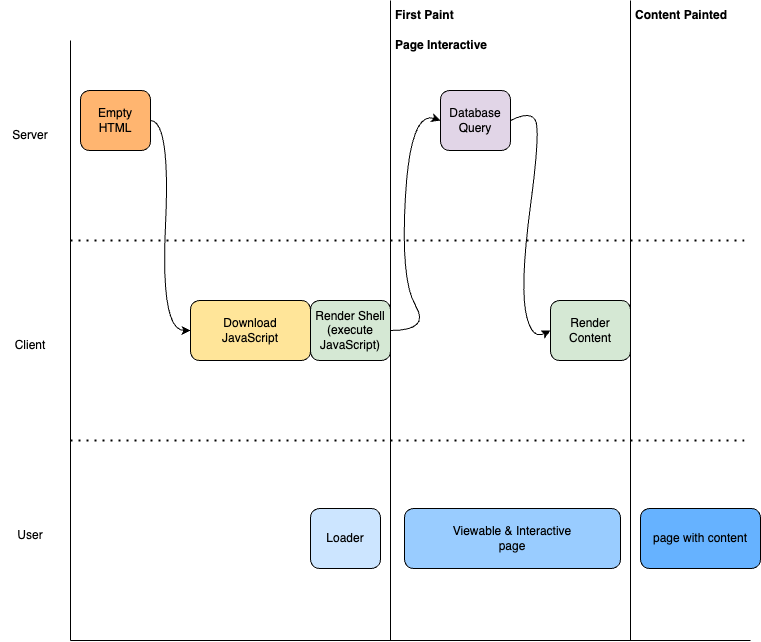 First Paint
Content Painted
Page Interactive
Empty
HTML
Database
Query
Server
Download
JavaScript
Render Shell
(execute
JavaScript)
Render
Content
Client
User
Loader
Viewable & Interactive
page
page with content